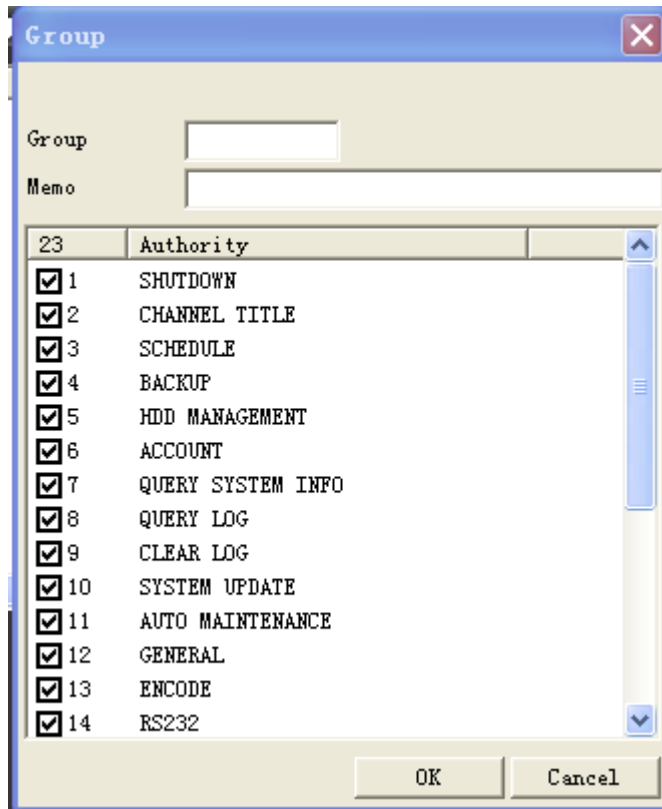 Group
Group
Memo
23 Authority
1 SHUTDOWN
2 CHANNEL TITLE
3 SCHEDULE
4 BACKUP
5 HDD MANAGEMENT
6 ACCOUNT
7 QUERY SYSTEM INFO
8 QUERY LOG
9 CLEAR LOG
10 SYSTEM UPDATE
11 AUTO MAINTENANCE
12 GENERAL
13 ENCODE
14 RS232
OK Cancel